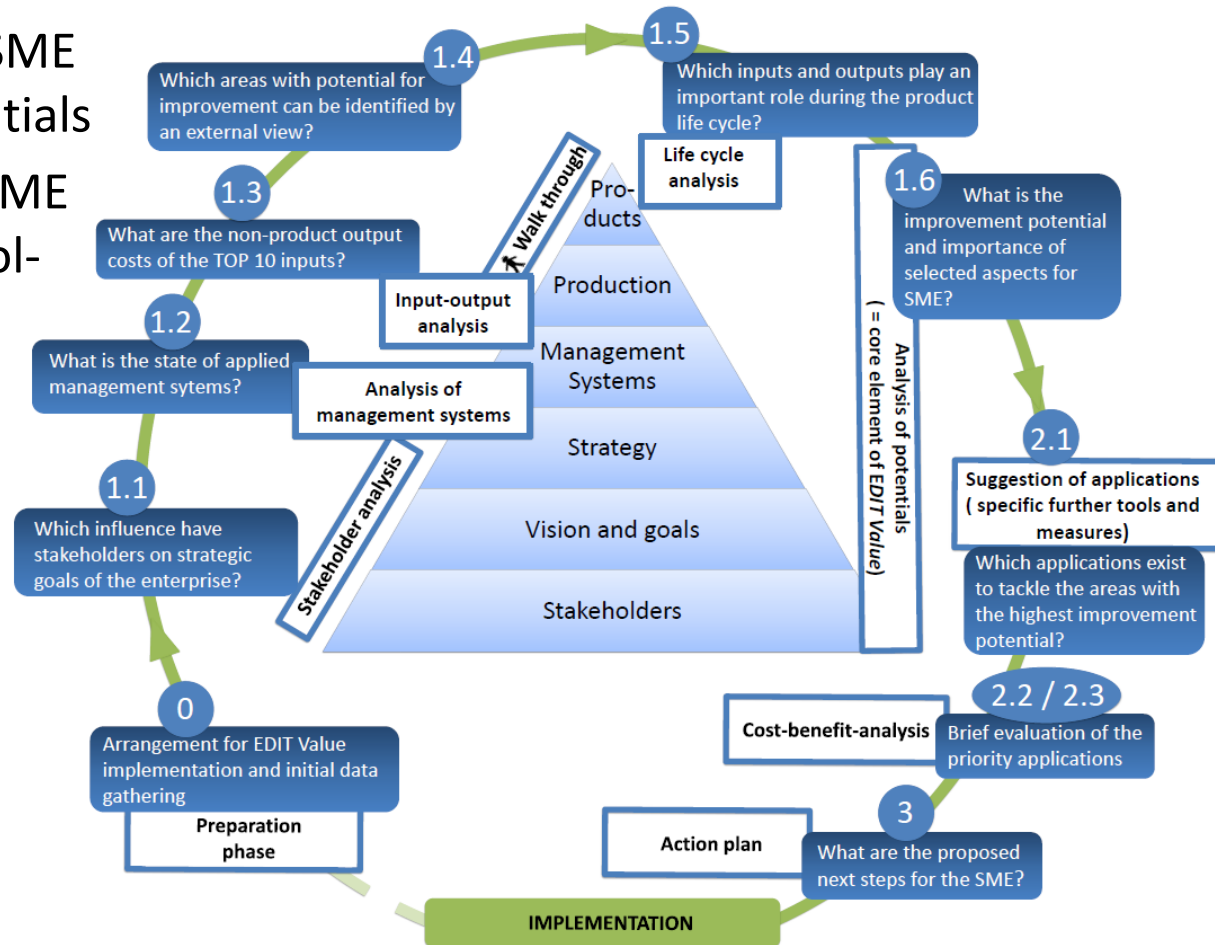 SME
tials
ME
ol-
0
Arrangement for EDIT Value
implementation and initial data
gathering
Preparation
phase
1.1
Which influence have
stakeholders on strategic
goals of the enterprise?
Stakeholder analysis
1.2
What is the state of applied
management sytems?
Analysis of
management systems
1.3
What are the non-product output
costs of the TOP 10 inputs?
Input-output
analysis
1.4
Which areas with potential for
improvement can be identified by
an external view?
Walk through
1.5
Which inputs and outputs play an
important role during the product
life cycle?
Life cycle
analysis
1.6
What is the
improvement potential
and importance of
selected aspects for
SME?
Analysis of potentials
( = core element of EDIT Value)
Pro-
ducts
Production
Management
Systems
Strategy
Vision and goals
Stakeholders
2.1
Suggestion of applications
( specific further tools and
measures)
Which applications exist
to tackle the areas with
the highest improvement
potential?
2.2 / 2.3
Cost-benefit-analysis
Brief evaluation of the
priority applications
3
Action plan
What are the proposed
next steps for the SME?
IMPLEMENTATION